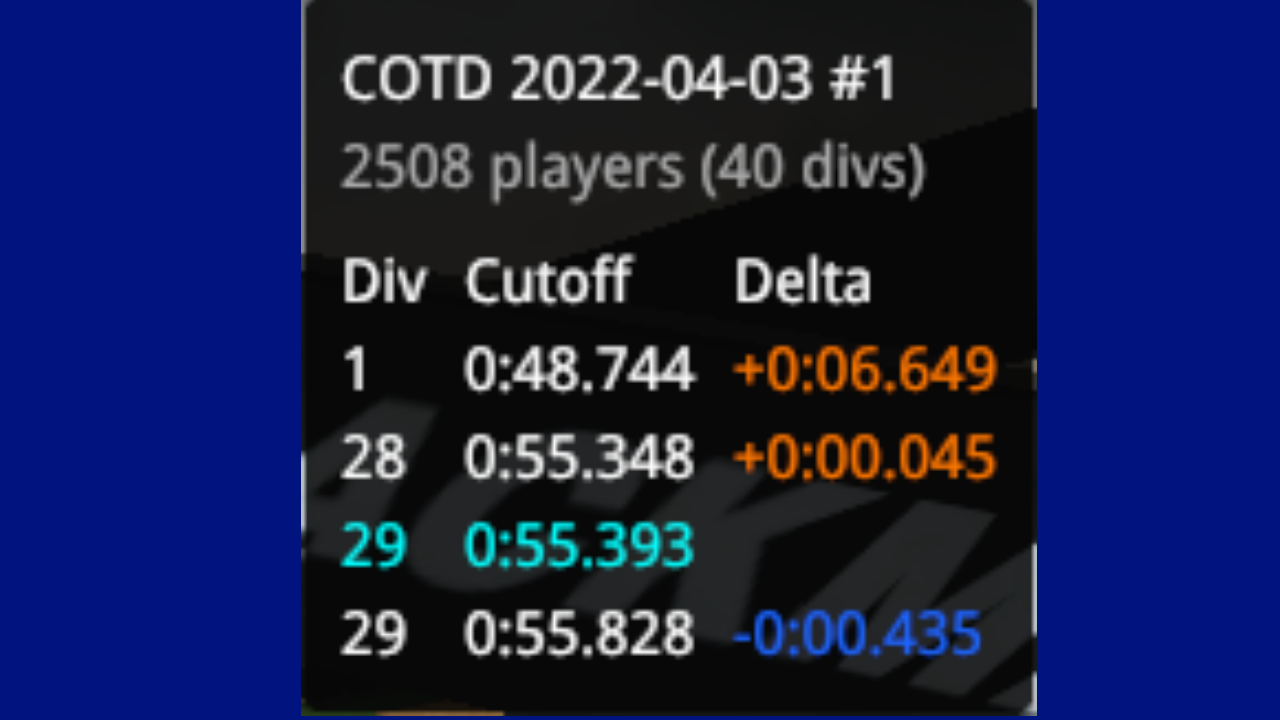 COTD 2022-04-03 #1
2508 players (40 divs)
Div Cutoff Delta
1 0:48.744 +0:06.649
28 0:55.348 +0:00.045
29 0:55.393
29 0:55.828 -0:00.435